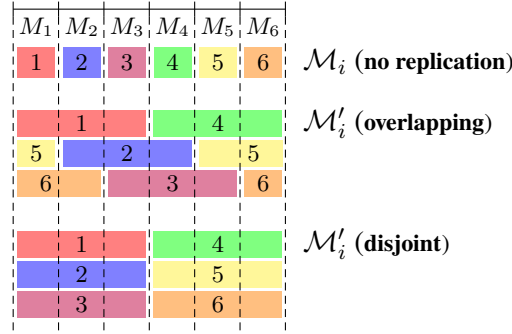 M₁ M₂ M₃ M₄ M₅ M₆
1 2 3 4 5 6 ℳᵢ (no replication)
1 4 ℳ′ᵢ (overlapping)
5 2 5
6 3 6
1 4 ℳ′ᵢ (disjoint)
2 5
3 6